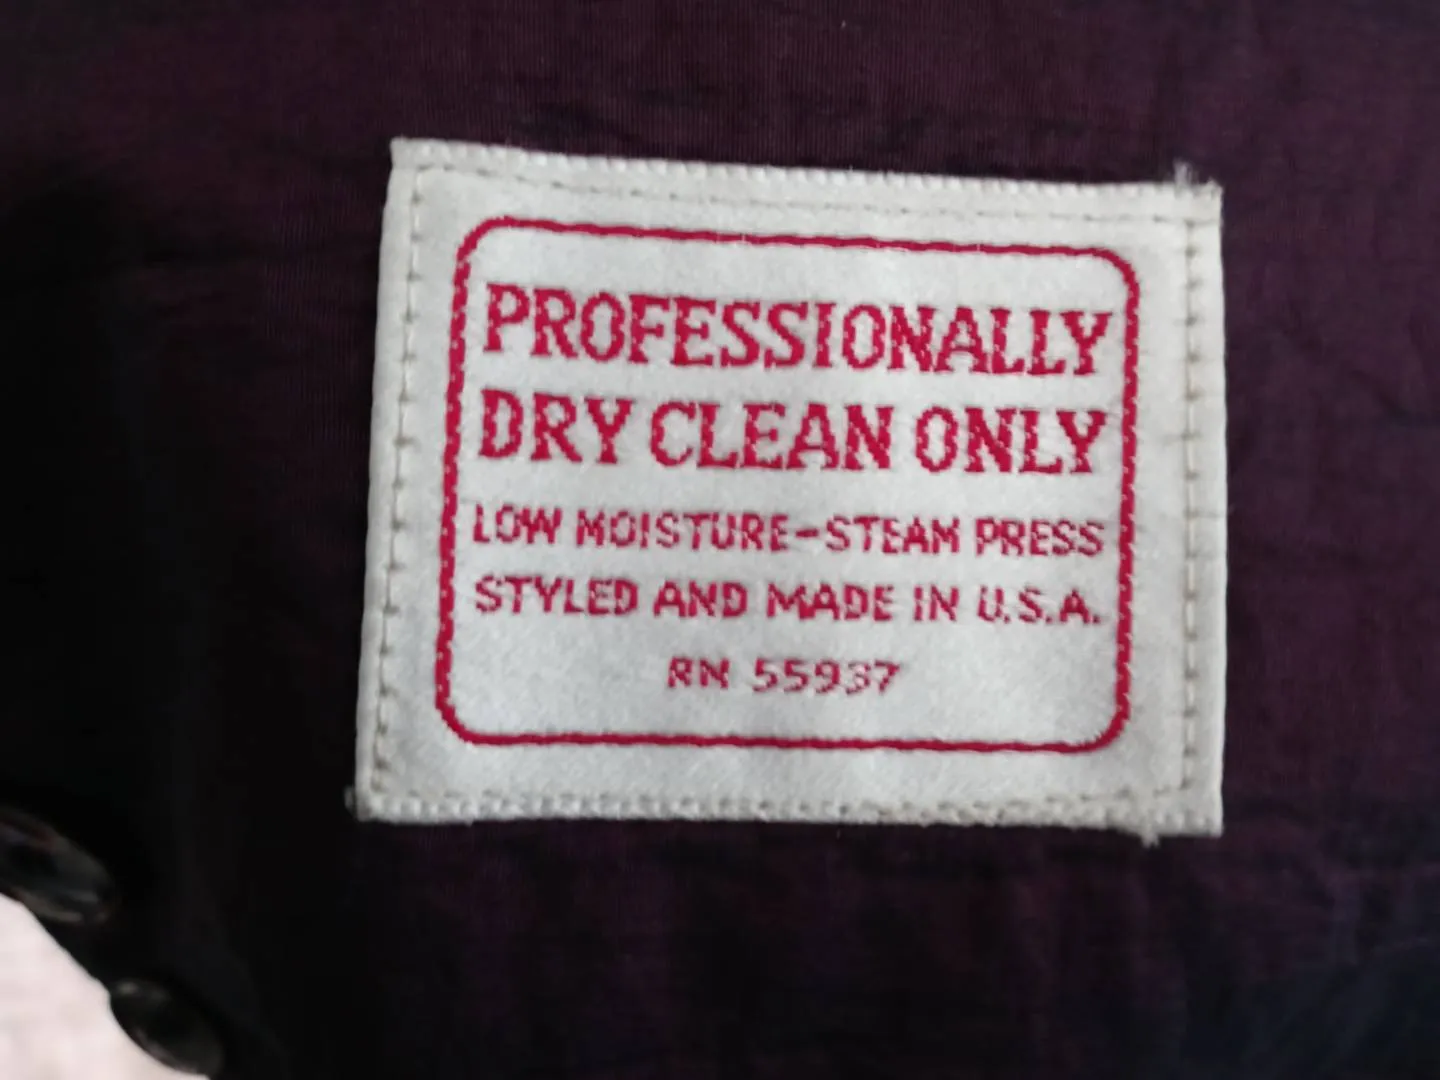 PROFESSIONALLY
DRY CLEAN ONLY
LOW MOISTURE-STEAM PRESS
STYLED AND MADE IN U.S.A.
RN 55937